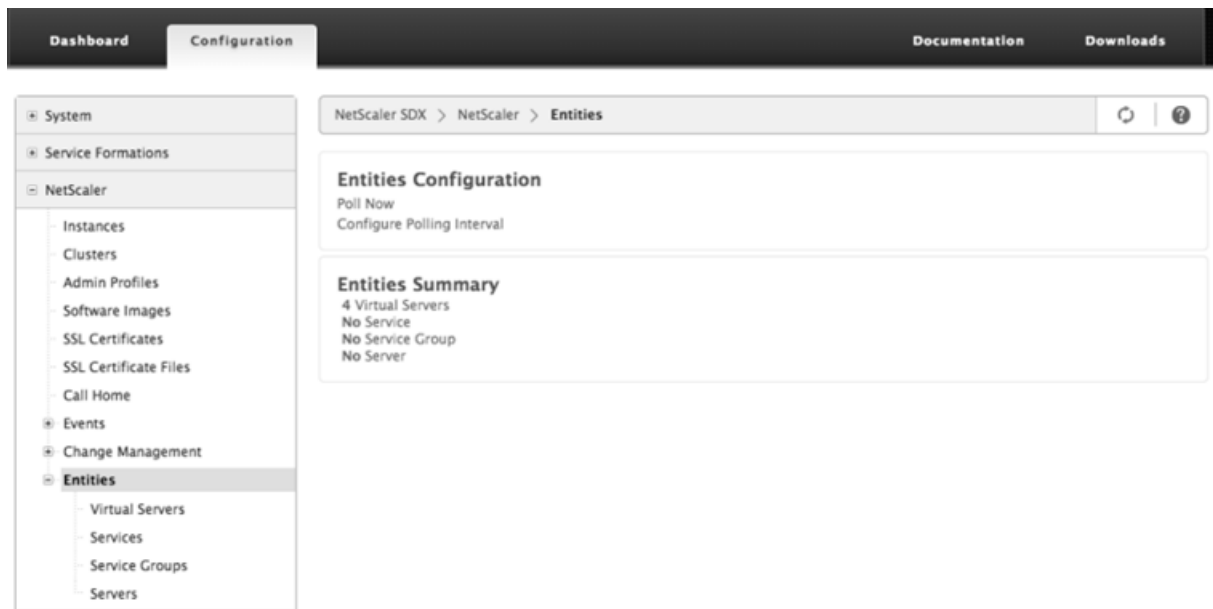 Dashboard Configuration Documentation Downloads
System
Service Formations
NetScaler
Instances
Clusters
Admin Profiles
Software Images
SSL Certificates
SSL Certificate Files
Call Home
Events
Change Management
Entities
Virtual Servers
Services
Service Groups
Servers
NetScaler SDX > NetScaler > Entities
Entities Configuration
Poll Now
Configure Polling Interval
Entities Summary
4 Virtual Servers
No Service
No Service Group
No Server